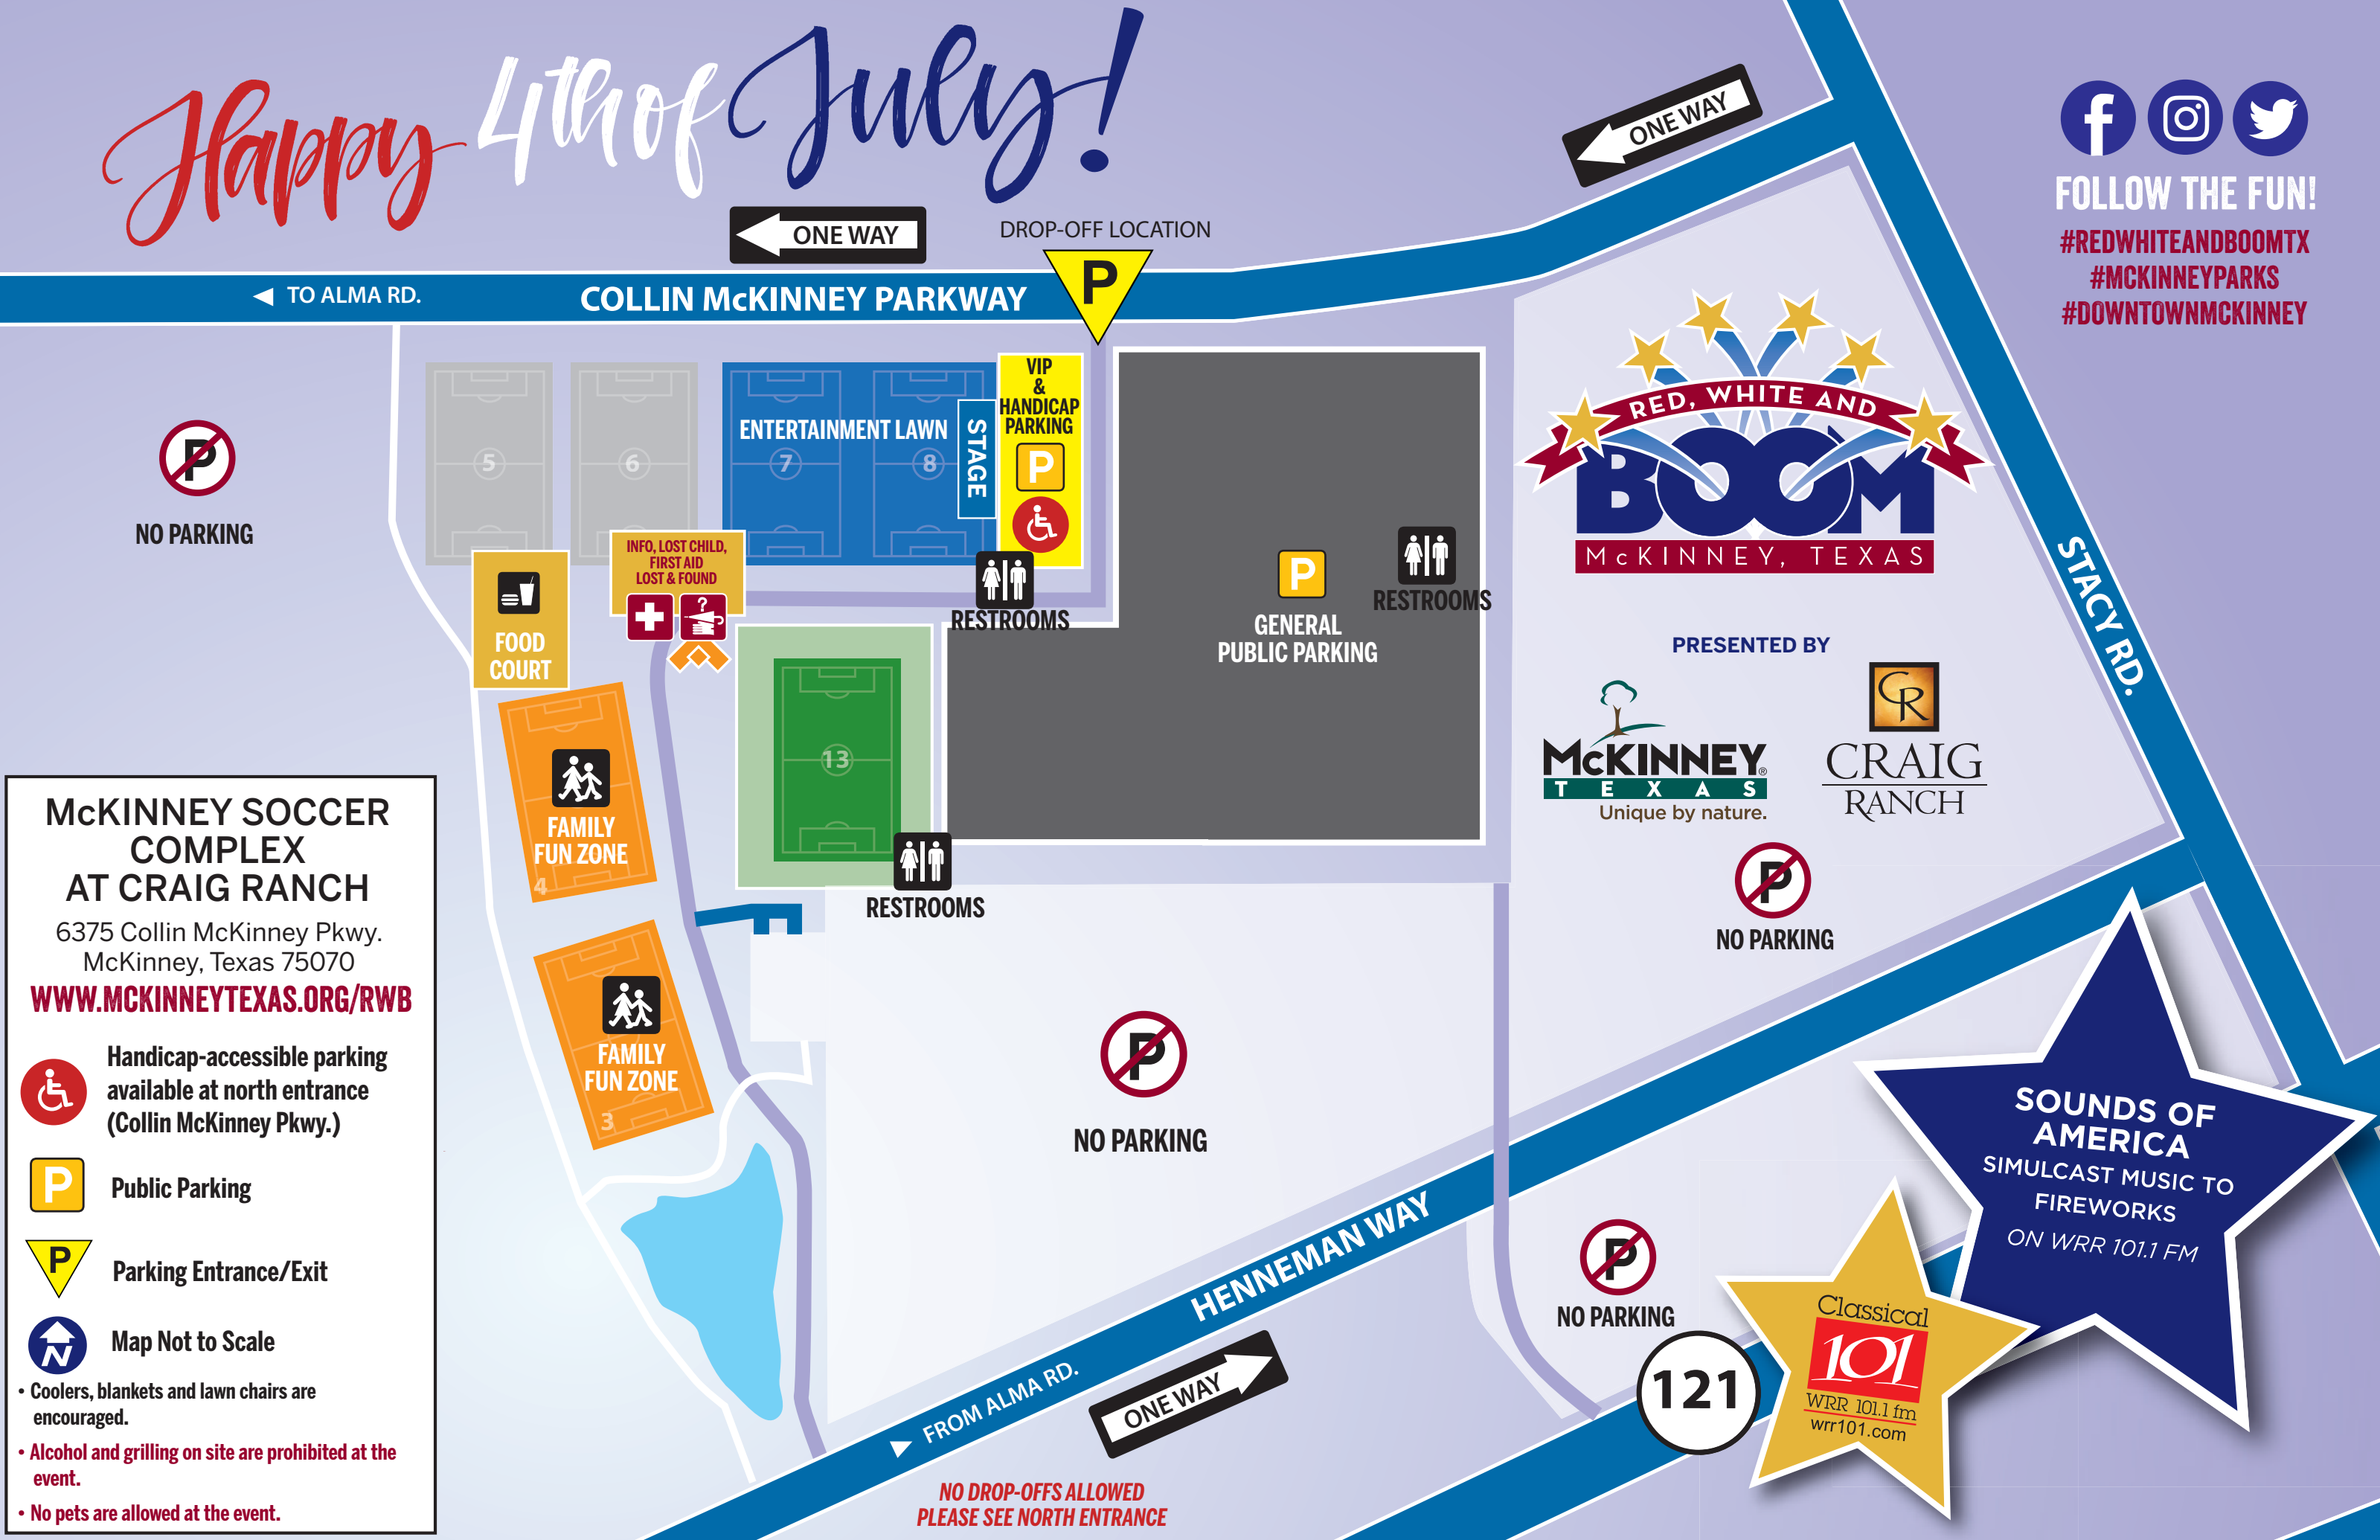 Happy 4th of July!
ONE WAY
FOLLOW THE FUN!
#REDWHITEANDBOOMTX
#MCKINNEYPARKS
#DOWNTOWNMCKINNEY
ONE WAY
DROP-OFF LOCATION
P
TO ALMA RD.
COLLIN McKINNEY PARKWAY
P
NO PARKING
5
6
ENTERTAINMENT LAWN
7
8
STAGE
VIP
&
HANDICAP
PARKING
P
RESTROOMS
INFO, LOST CHILD,
FIRST AID
LOST & FOUND
?
FOOD
COURT
P
GENERAL
PUBLIC PARKING
RESTROOMS
RED, WHITE AND
BOOM
McKINNEY, TEXAS
STACY RD.
PRESENTED BY
McKINNEY®
TEXAS
Unique by nature.
CR
CRAIG
RANCH
P
NO PARKING
13
RESTROOMS
FAMILY
FUN ZONE
4
FAMILY
FUN ZONE
3
P
NO PARKING
HENNEMAN WAY
FROM ALMA RD.
ONE WAY
NO DROP-OFFS ALLOWED
PLEASE SEE NORTH ENTRANCE
P
NO PARKING
121
SOUNDS OF
AMERICA
SIMULCAST MUSIC TO
FIREWORKS
ON WRR 101.1 FM
Classical
101
WRR 101.1 fm
wrr101.com
McKINNEY SOCCER
COMPLEX
AT CRAIG RANCH
6375 Collin McKinney Pkwy.
McKinney, Texas 75070
WWW.MCKINNEYTEXAS.ORG/RWB
Handicap-accessible parking
available at north entrance
(Collin McKinney Pkwy.)
P
Public Parking
P
Parking Entrance/Exit
N
Map Not to Scale
• Coolers, blankets and lawn chairs are
encouraged.
• Alcohol and grilling on site are prohibited at the
event.
• No pets are allowed at the event.